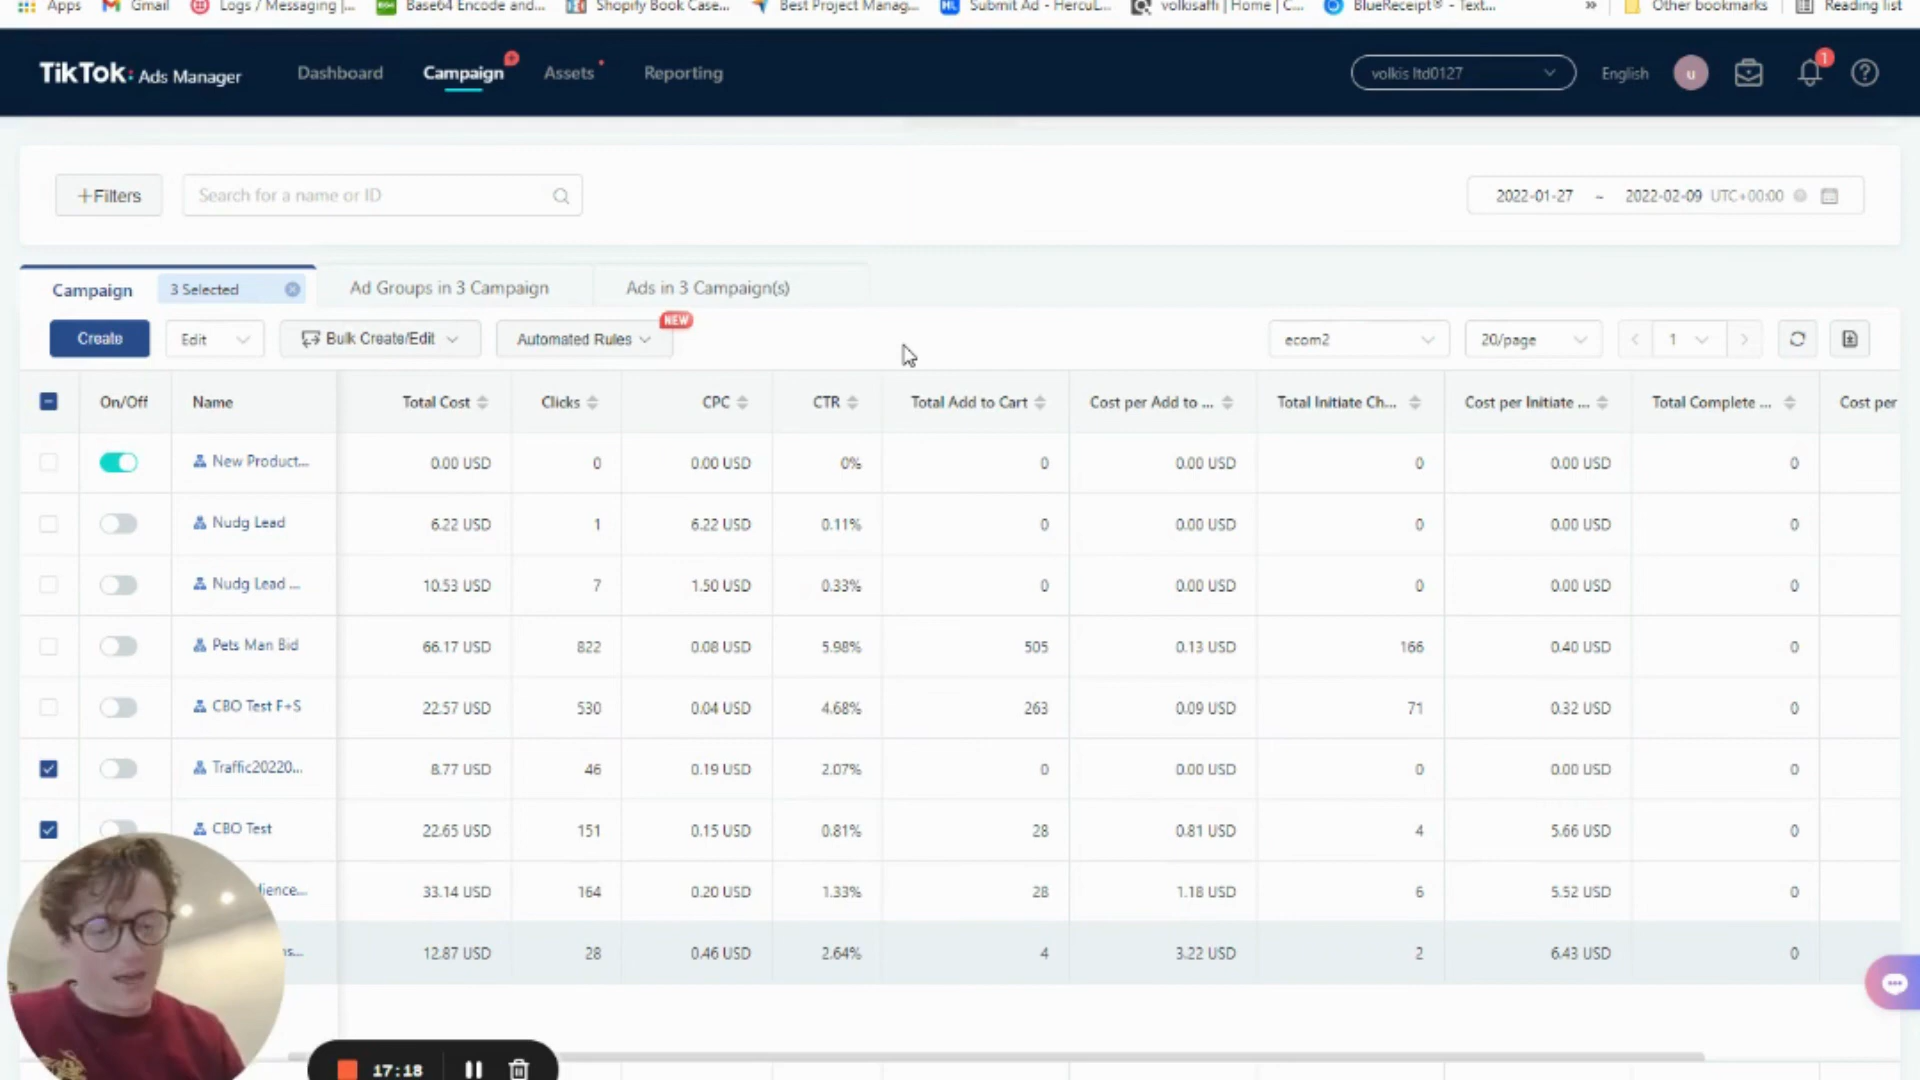 Apps Gmail Logs / Messaging |... Base64 Encode and... Shopify Book Case... Best Project Manag... Submit Ad - HercuL... volkisaffi | Home | C... BlueReceipt® - Text... » Other bookmarks Reading list
TikTok: Ads Manager Dashboard Campaign Assets Reporting volkis ltd0127 English u 1
+Filters Search for a name or ID 2022-01-27 ~ 2022-02-09 UTC+00:00
Campaign 3 Selected Ad Groups in 3 Campaign Ads in 3 Campaign(s)
Create Edit Bulk Create/Edit Automated Rules NEW ecom2 20/page 1
On/Off Name Total Cost Clicks CPC CTR Total Add to Cart Cost per Add to ... Total Initiate Ch... Cost per Initiate ... Total Complete ... Cost per
New Product... 0.00 USD 0 0.00 USD 0% 0 0.00 USD 0 0.00 USD 0
Nudg Lead 6.22 USD 1 6.22 USD 0.11% 0 0.00 USD 0 0.00 USD 0
Nudg Lead ... 10.53 USD 7 1.50 USD 0.33% 0 0.00 USD 0 0.00 USD 0
Pets Man Bid 66.17 USD 822 0.08 USD 5.98% 505 0.13 USD 166 0.40 USD 0
CBO Test F+S 22.57 USD 530 0.04 USD 4.68% 263 0.09 USD 71 0.32 USD 0
Traffic20220... 8.77 USD 46 0.19 USD 2.07% 0 0.00 USD 0 0.00 USD 0
CBO Test 22.65 USD 151 0.15 USD 0.81% 28 0.81 USD 4 5.66 USD 0
dience... 33.14 USD 164 0.20 USD 1.33% 28 1.18 USD 6 5.52 USD 0
ns... 12.87 USD 28 0.46 USD 2.64% 4 3.22 USD 2 6.43 USD 0
17:18